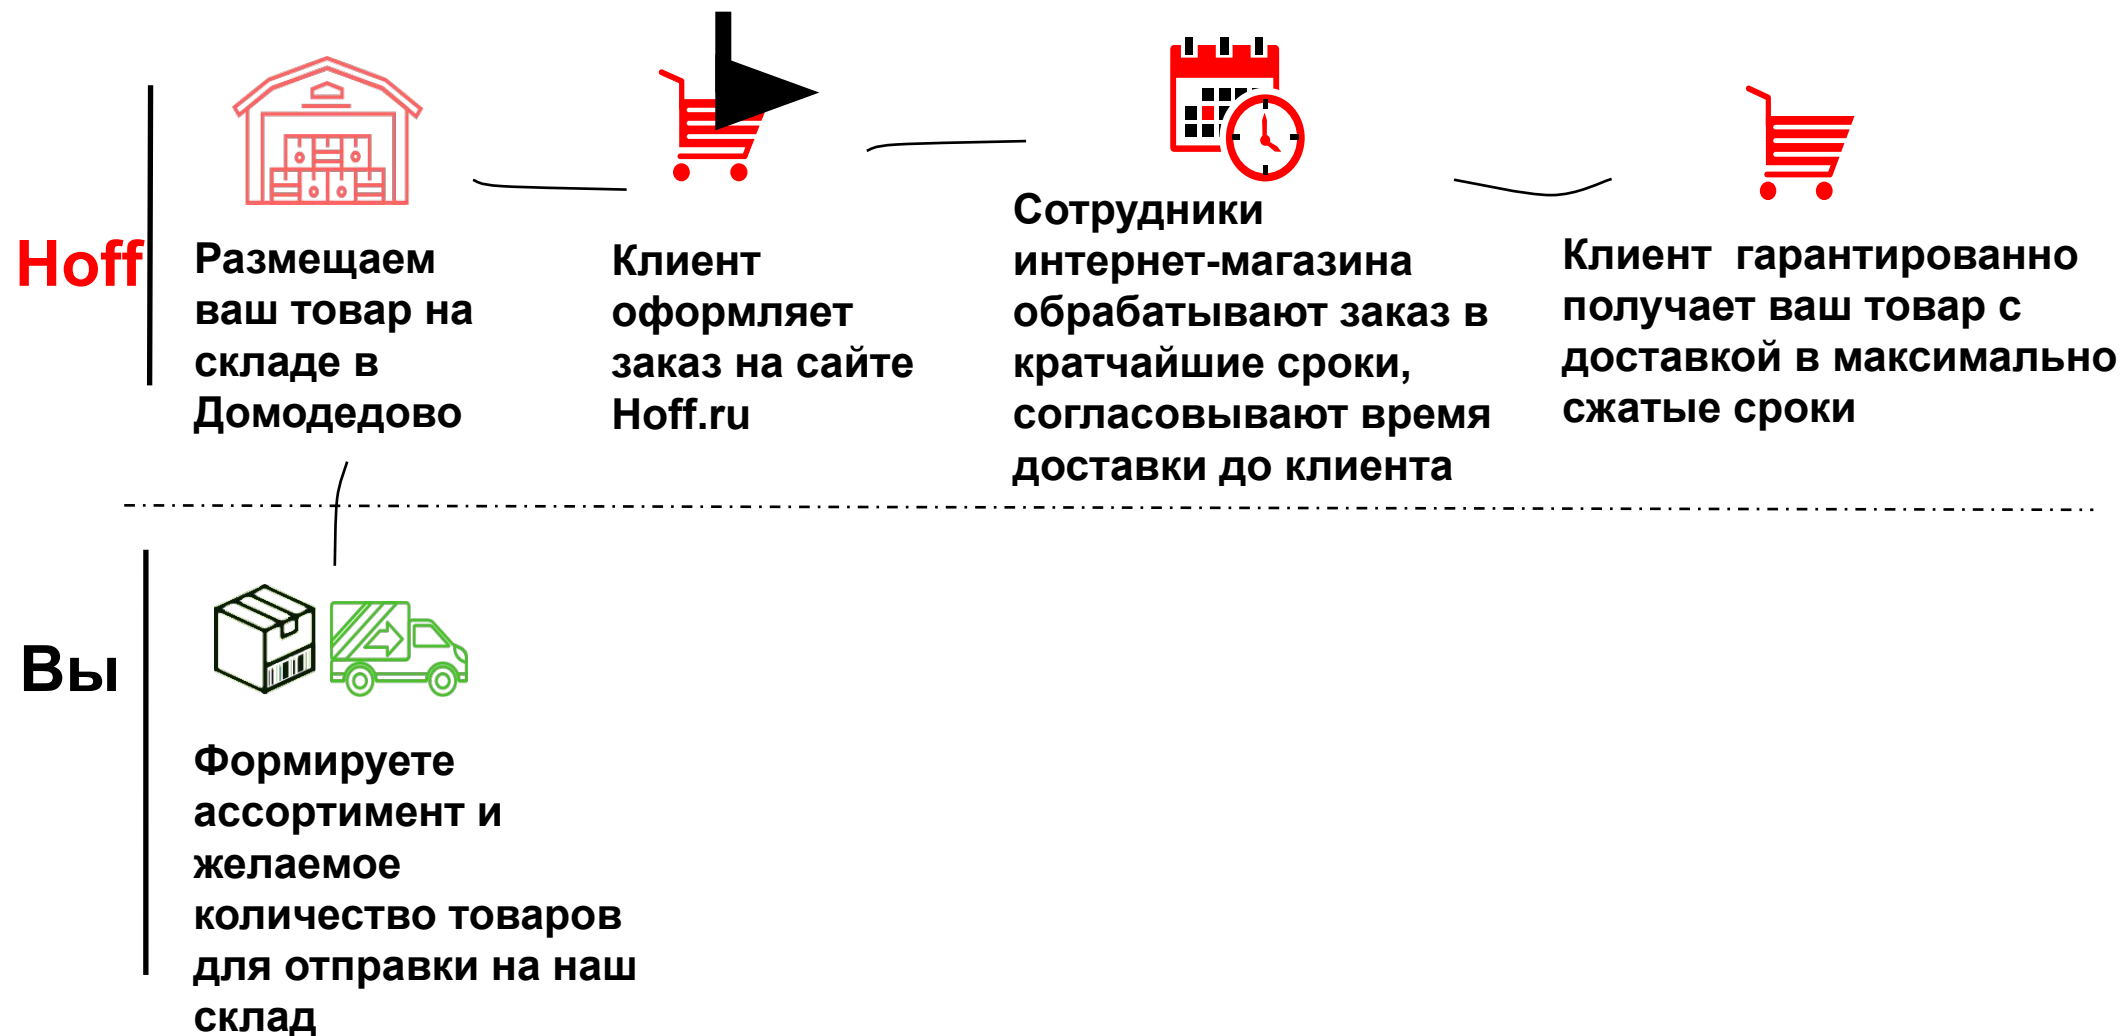 Hoff
Размещаем
ваш товар на
складе в
Домодедово
Клиент
оформляет
заказ на сайте
Hoff.ru
Сотрудники
интернет-магазина
обрабатывают заказ в
кратчайшие сроки,
согласовывают время
доставки до клиента
Клиент  гарантированно
получает ваш товар с
доставкой в максимально
сжатые сроки
Вы
Формируете
ассортимент и
желаемое
количество товаров
для отправки на наш
склад